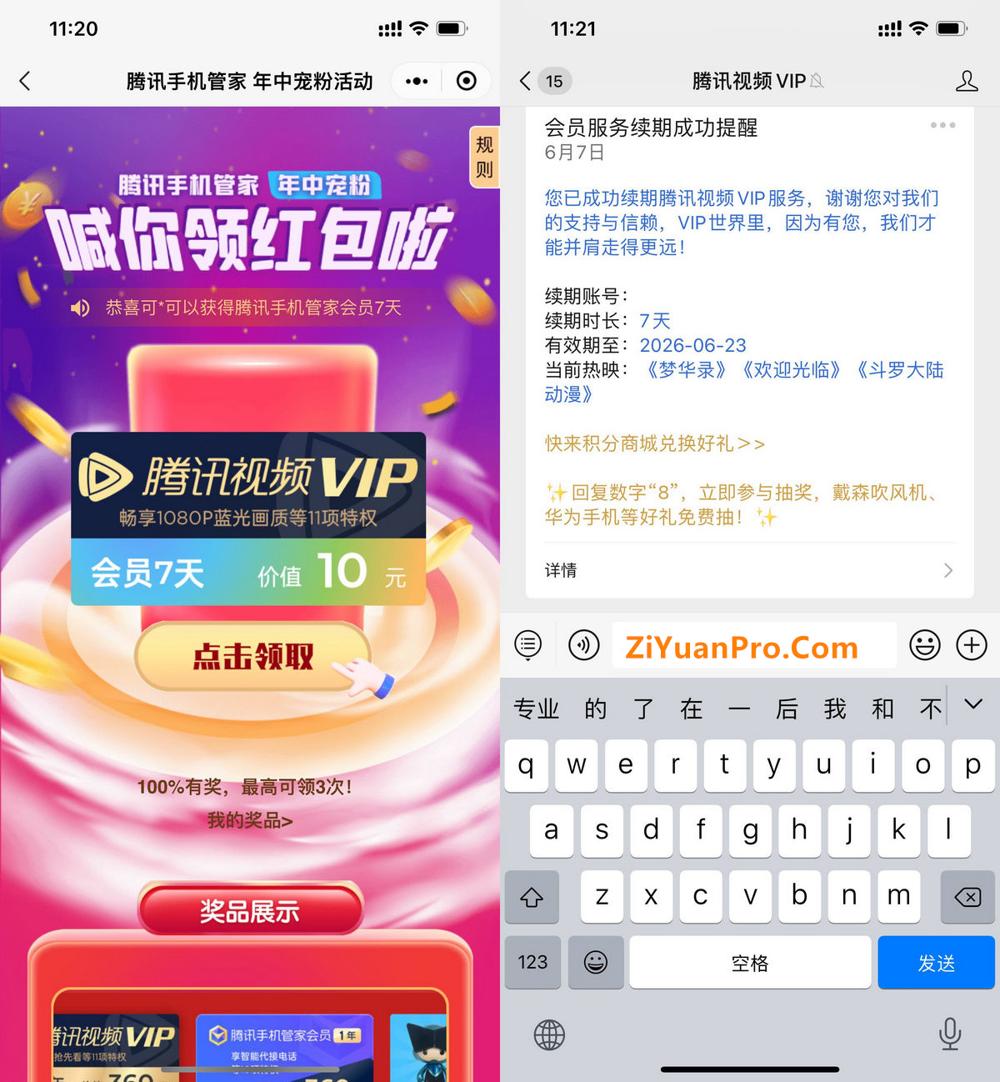 11:20
腾讯手机管家 年中宠粉活动
规则
腾讯手机管家 年中宠粉
喊你领红包啦
恭喜可*可以获得腾讯手机管家会员7天
腾讯视频VIP
畅享1080P蓝光画质等11项特权
会员7天 价值 10 元
点击领取
100%有奖，最高可领3次！
我的奖品>
奖品展示
腾讯手机管家会员 1年
享智能代接电话
抢先看等11项特权
11:21
15
腾讯视频VIP
会员服务续期成功提醒
6月7日
您已成功续期腾讯视频VIP服务，谢谢您对我们
的支持与信赖，VIP世界里，因为有您，我们才
能并肩走得更远！
续期账号：
续期时长：7天
有效期至：2026-06-23
当前热映：《梦华录》《欢迎光临》《斗罗大陆
动漫》
快来积分商城兑换好礼>>
✨回复数字“8”，立即参与抽奖，戴森吹风机、
华为手机等好礼免费抽！✨
详情
ZiYuanPro.Com
专业 的 了 在 一 后 我 和 不
q w e r t y u i o p
a s d f g h j k l
z x c v b n m
123 空格 发送